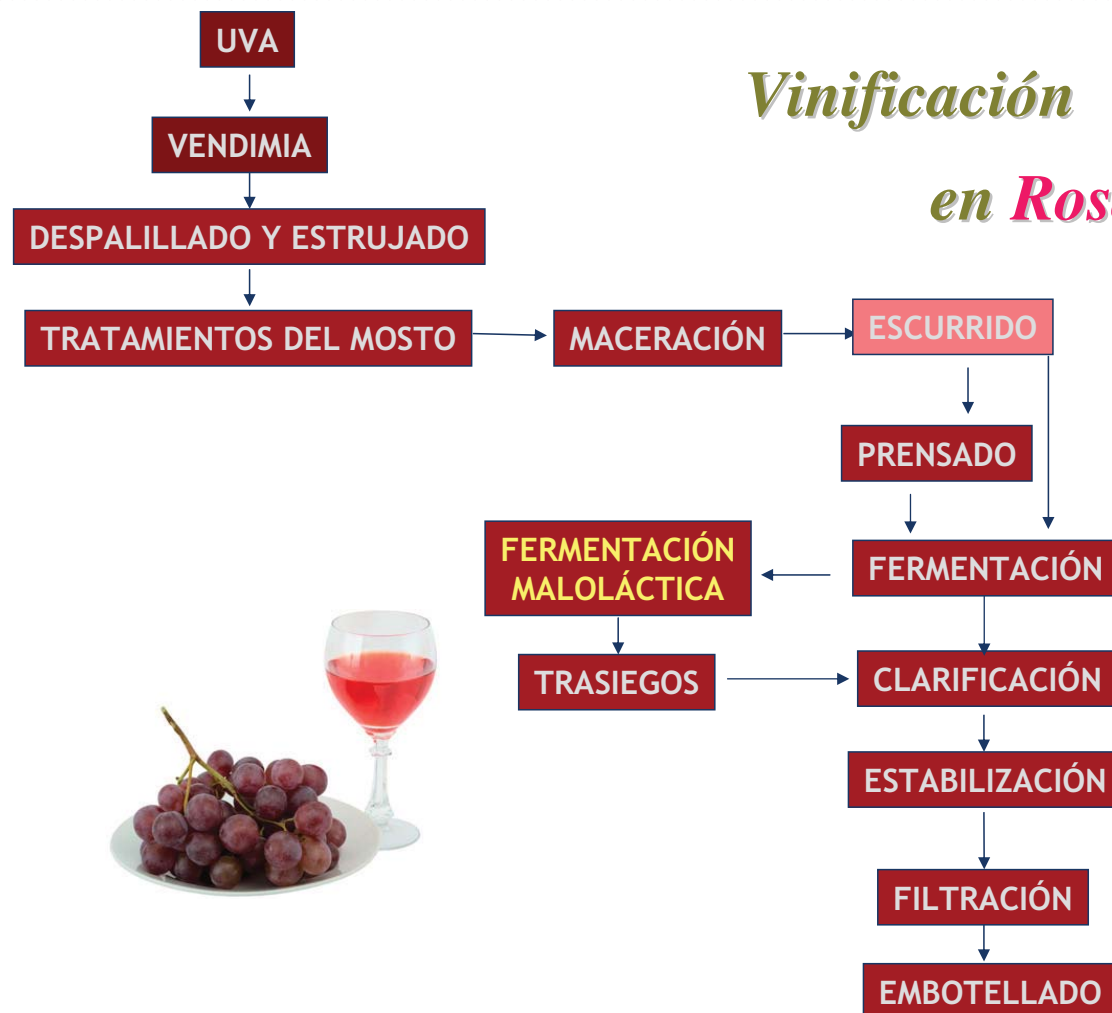 UVA
Vinificación
VENDIMIA
en
DESPALILLADO Y ESTRUJADO
TRATAMIENTOS DEL MOSTO
MACERACIÓN
ESCURRIDO
PRENSADO
FERMENTACIÓN
MALOLÁCTICA
FERMENTACIÓN
TRASIEGOS
CLARIFICACIÓN
ESTABILIZACIÓN
FILTRACIÓN
EMBOTELLADO